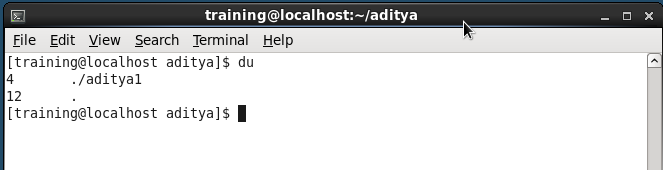 training@localhost:~/aditya
File Edit View Search Terminal Help
[training@localhost aditya]$ du
4       ./aditya1
12      .
[training@localhost aditya]$